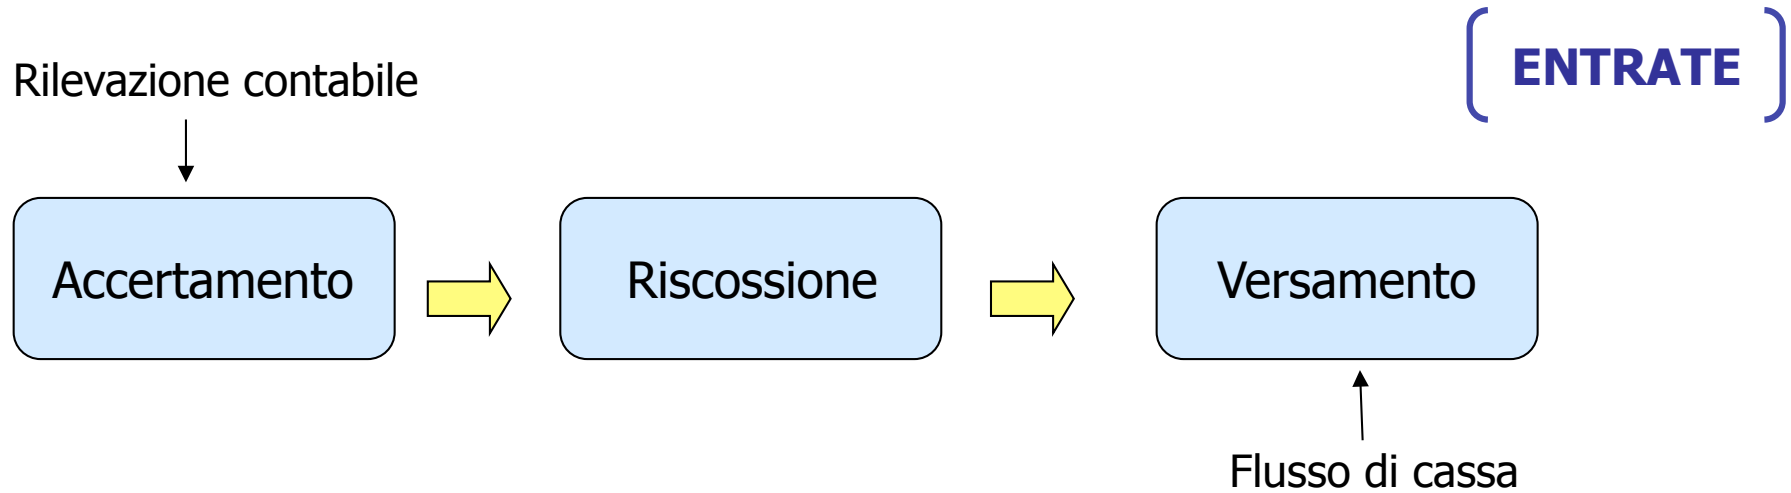 ENTRATE
Rilevazione contabile
Accertamento
Riscossione
Versamento
Flusso di cassa